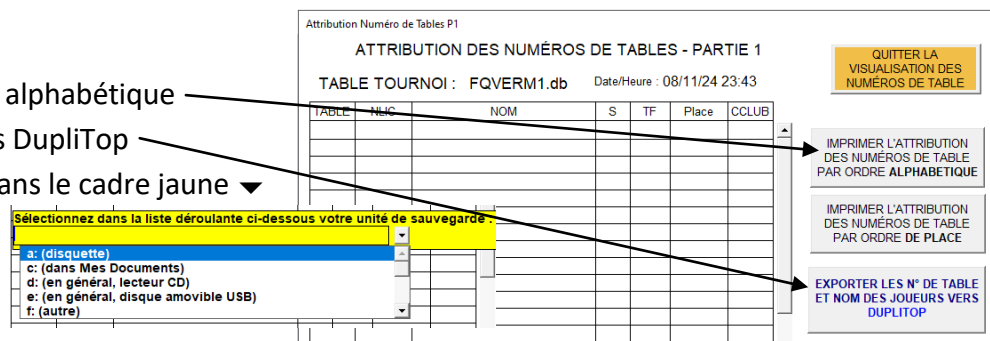 Attribution Numéro de Tables P1
ATTRIBUTION DES NUMÉROS DE TABLES - PARTIE 1
TABLE TOURNOI : FQVERM1.db Date/Heure : 08/11/24 23:43
QUITTER LA
VISUALISATION DES
NUMÉROS DE TABLE
alphabétique
DupliTop
dans le cadre jaune
TABLE NLIC NOM S TF Place CCLUB
IMPRIMER L'ATTRIBUTION
DES NUMÉROS DE TABLE
PAR ORDRE ALPHABETIQUE
IMPRIMER L'ATTRIBUTION
DES NUMÉROS DE TABLE
PAR ORDRE DE PLACE
EXPORTER LES N° DE TABLE
ET NOM DES JOUEURS VERS
DUPLITOP
Sélectionnez dans la liste déroulante ci-dessous votre unité de sauvegarde :
a: (disquette)
c: (dans Mes Documents)
d: (en général, lecteur CD)
e: (en général, disque amovible USB)
f: (autre)